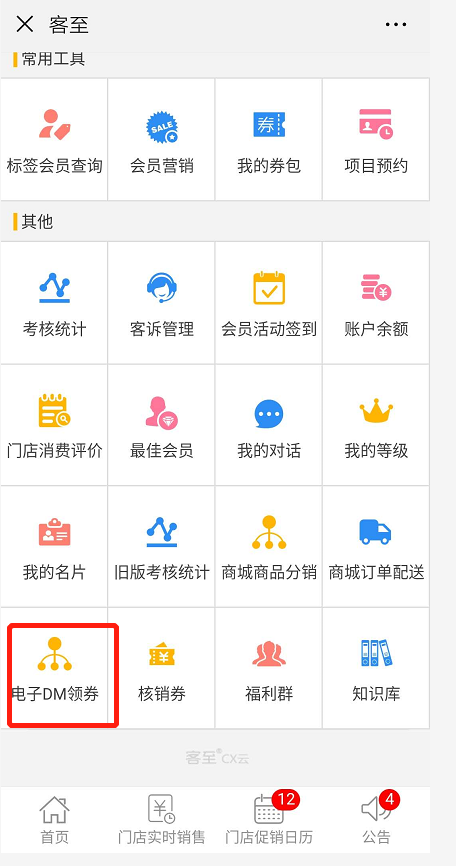 客至
常用工具
标签会员查询
SALE
会员营销
券
我的券包
项目预约
其他
考核统计
客诉管理
会员活动签到
¥
账户余额
门店消费评价
最佳会员
我的对话
我的等级
我的名片
旧版考核统计
商城商品分销
商城订单配送
电子DM领券
¥
核销券
福利群
知识库
客至®CX云
首页
¥
门店实时销售
12
门店促销日历
4
公告